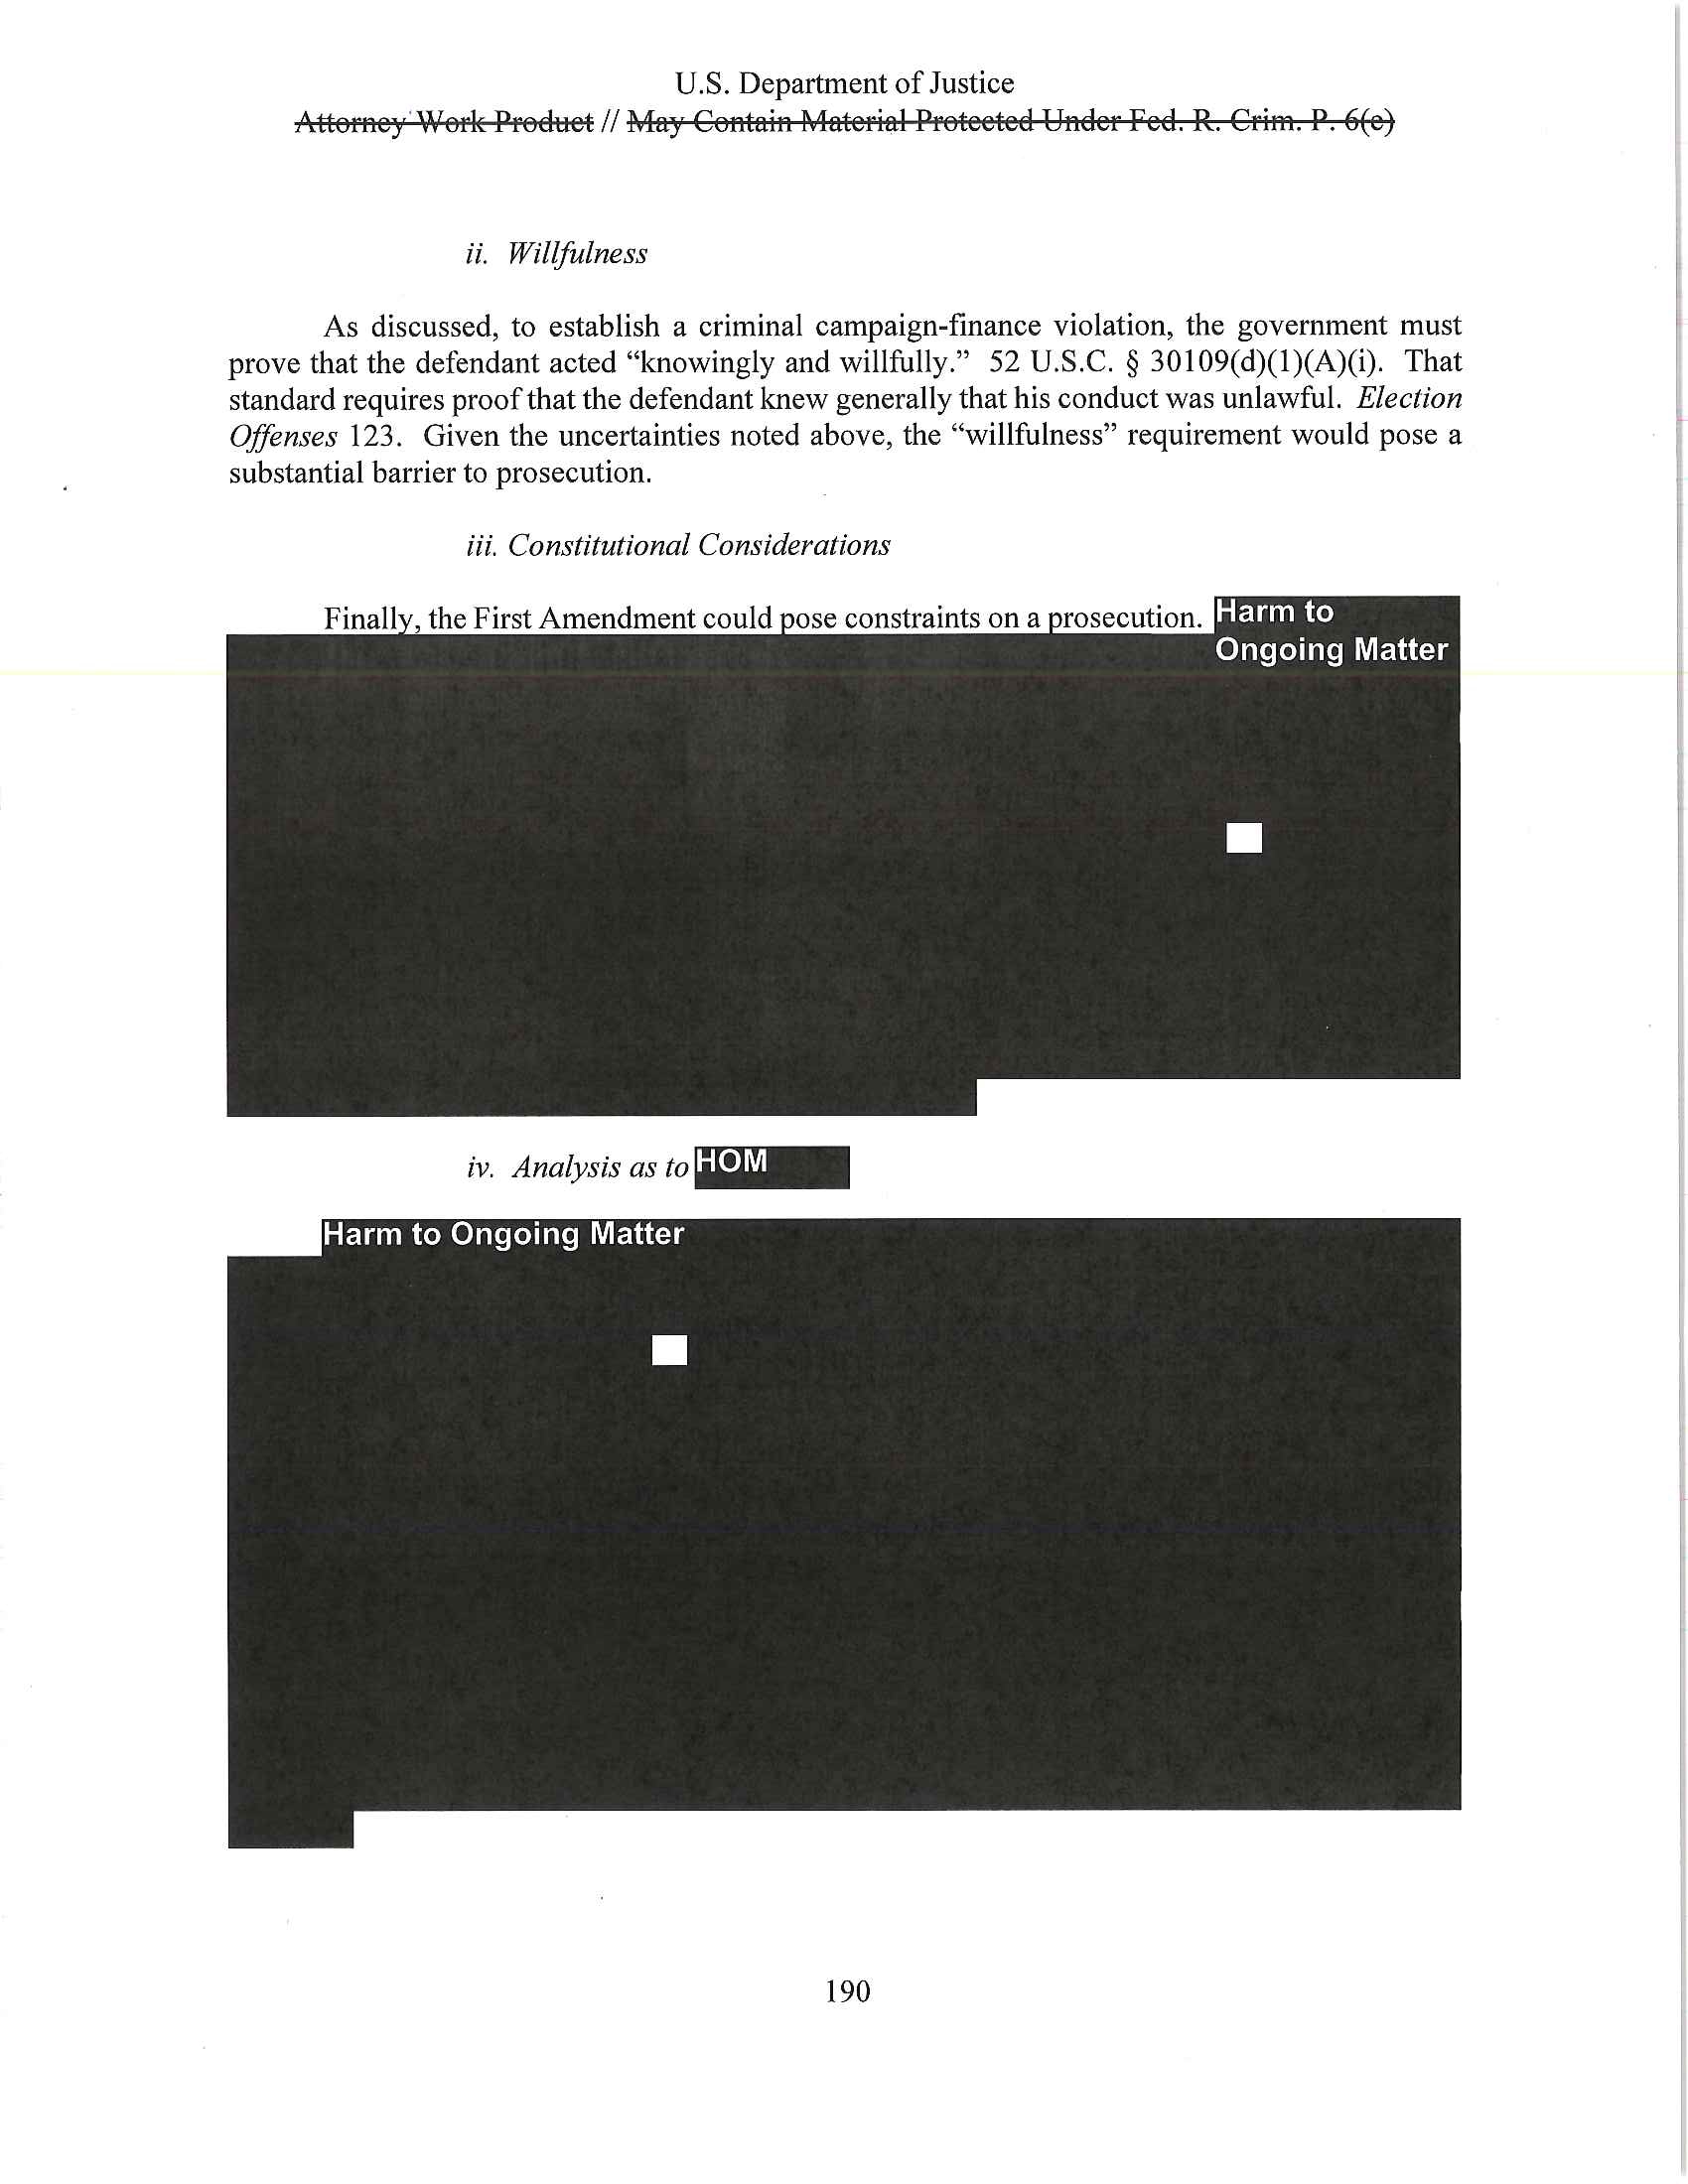 U.S. Department of Justice
Attorney Work Product // May Contain Material Protected Under Fed. R. Crim. P. 6(e)
ii. Willfulness
As discussed, to establish a criminal campaign-finance violation, the government must
prove that the defendant acted “knowingly and willfully.” 52 U.S.C. § 30109(d)(1)(A)(i). That
standard requires proof that the defendant knew generally that his conduct was unlawful. Election
Offenses 123. Given the uncertainties noted above, the “willfulness” requirement would pose a
substantial barrier to prosecution.
iii. Constitutional Considerations
Finally, the First Amendment could pose constraints on a prosecution. Harm to
Ongoing Matter
iv. Analysis as to HOM
Harm to Ongoing Matter
190